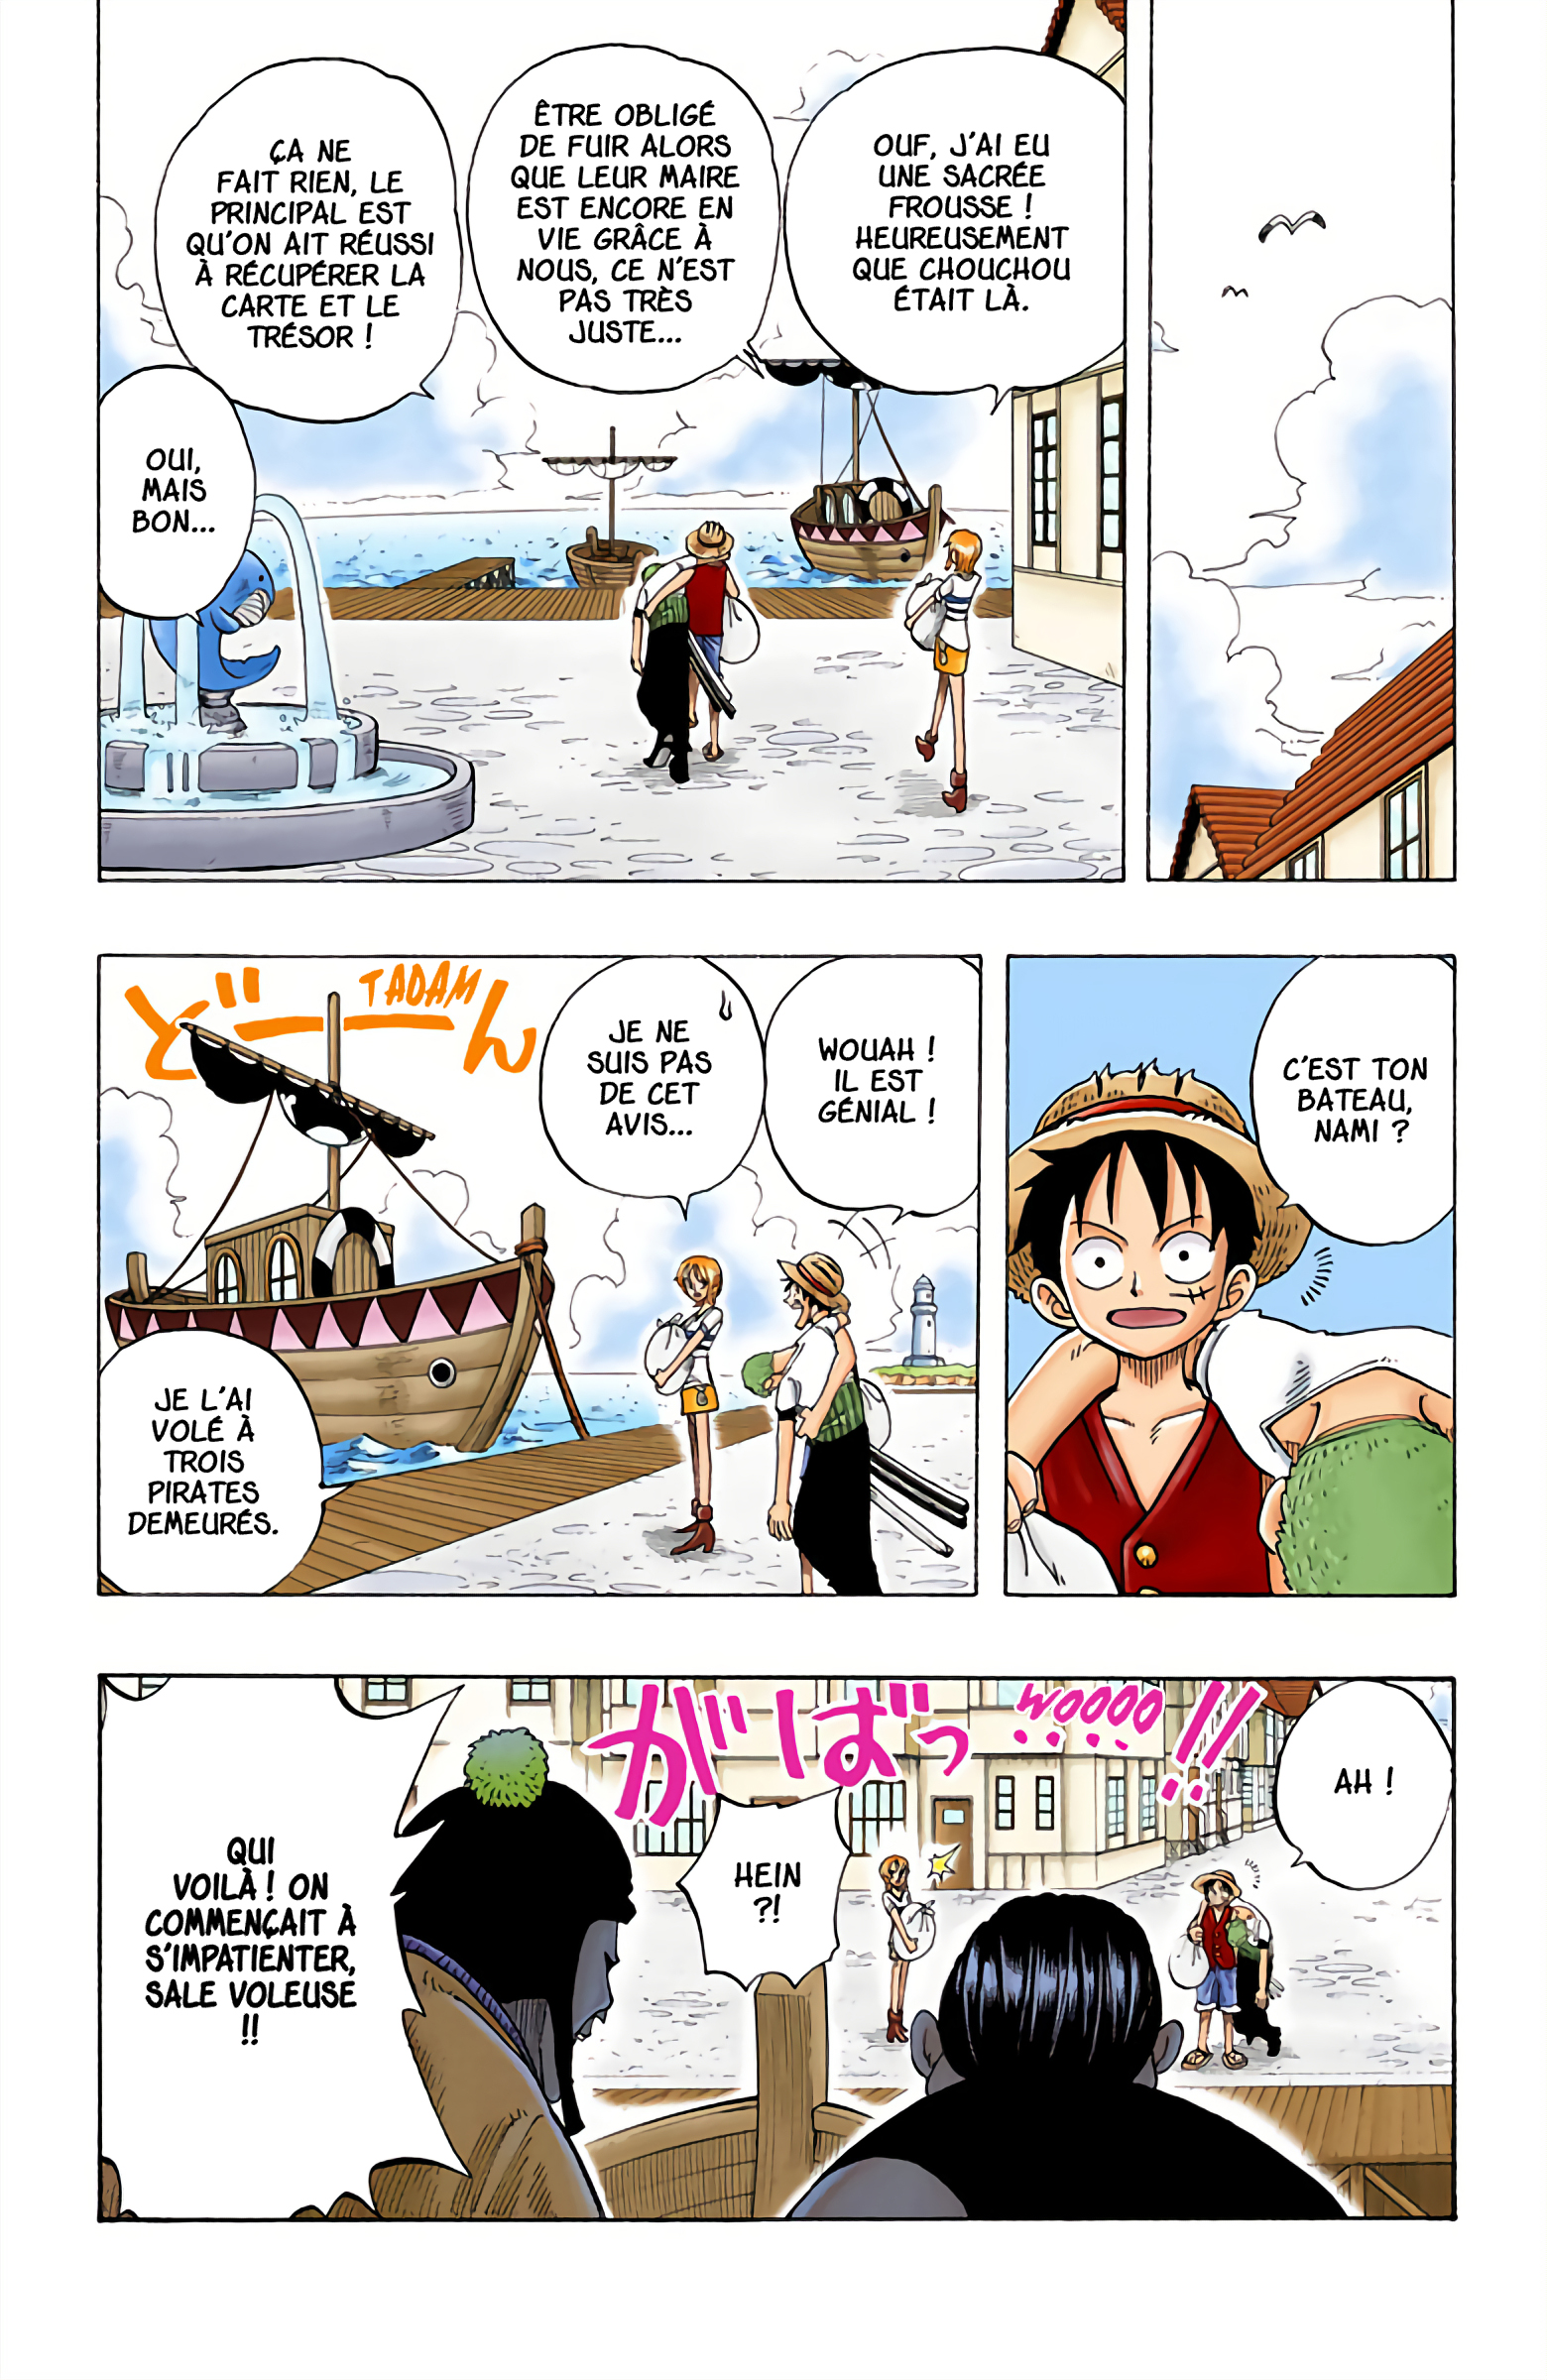 OUF, J'AI EU
UNE SACRÉE
FROUSSE !
HEUREUSEMENT
QUE CHOUCHOU
ÉTAIT LÀ.
ÊTRE OBLIGÉ
DE FUIR ALORS
QUE LEUR MAIRE
EST ENCORE EN
VIE GRÂCE À
NOUS, CE N'EST
PAS TRÈS
JUSTE...
ÇA NE
FAIT RIEN, LE
PRINCIPAL EST
QU'ON AIT RÉUSSI
À RÉCUPÉRER LA
CARTE ET LE
TRÉSOR !
OUI,
MAIS
BON...
C'EST TON
BATEAU,
NAMI ?
WOUAH !
IL EST
GÉNIAL !
JE NE
SUIS PAS
DE CET
AVIS...
TADAM
どーーん
JE L'AI
VOLÉ À
TROIS
PIRATES
DEMEURÉS.
AH !
WOOOO
がばっ!!
HEIN
?!
QUI
VOILÀ ! ON
COMMENÇAIT À
S'IMPATIENTER,
SALE VOLEUSE
!!